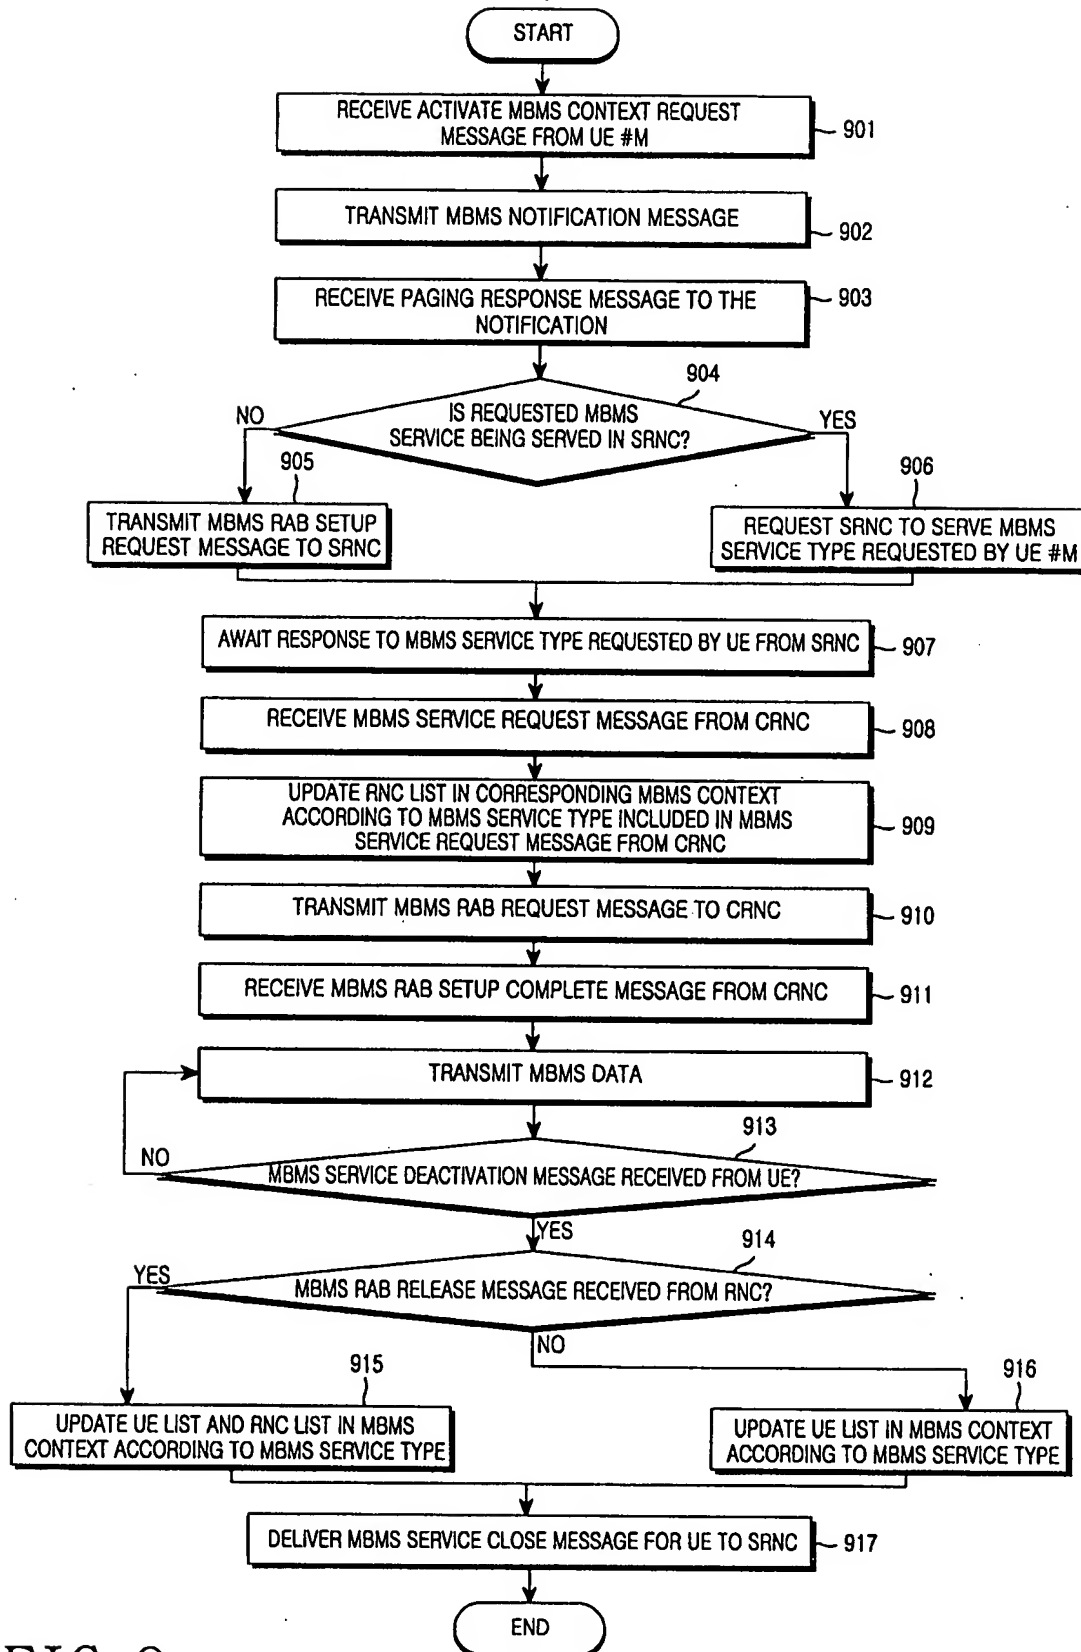 START
RECEIVE ACTIVATE MBMS CONTEXT REQUEST
MESSAGE FROM UE #M
901
TRANSMIT MBMS NOTIFICATION MESSAGE
902
RECEIVE PAGING RESPONSE MESSAGE TO THE
NOTIFICATION
903
904
IS REQUESTED MBMS
SERVICE BEING SERVED IN SRNC?
NO
YES
905
TRANSMIT MBMS RAB SETUP
REQUEST MESSAGE TO SRNC
906
REQUEST SRNC TO SERVE MBMS
SERVICE TYPE REQUESTED BY UE #M
AWAIT RESPONSE TO MBMS SERVICE TYPE REQUESTED BY UE FROM SRNC
907
RECEIVE MBMS SERVICE REQUEST MESSAGE FROM CRNC
908
UPDATE RNC LIST IN CORRESPONDING MBMS CONTEXT
ACCORDING TO MBMS SERVICE TYPE INCLUDED IN MBMS
SERVICE REQUEST MESSAGE FROM CRNC
909
TRANSMIT MBMS RAB REQUEST MESSAGE TO CRNC
910
RECEIVE MBMS RAB SETUP COMPLETE MESSAGE FROM CRNC
911
TRANSMIT MBMS DATA
912
913
NO
MBMS SERVICE DEACTIVATION MESSAGE RECEIVED FROM UE?
YES
914
YES
MBMS RAB RELEASE MESSAGE RECEIVED FROM RNC?
NO
915
UPDATE UE LIST AND RNC LIST IN MBMS
CONTEXT ACCORDING TO MBMS SERVICE TYPE
916
UPDATE UE LIST IN MBMS CONTEXT
ACCORDING TO MBMS SERVICE TYPE
DELIVER MBMS SERVICE CLOSE MESSAGE FOR UE TO SRNC
917
END